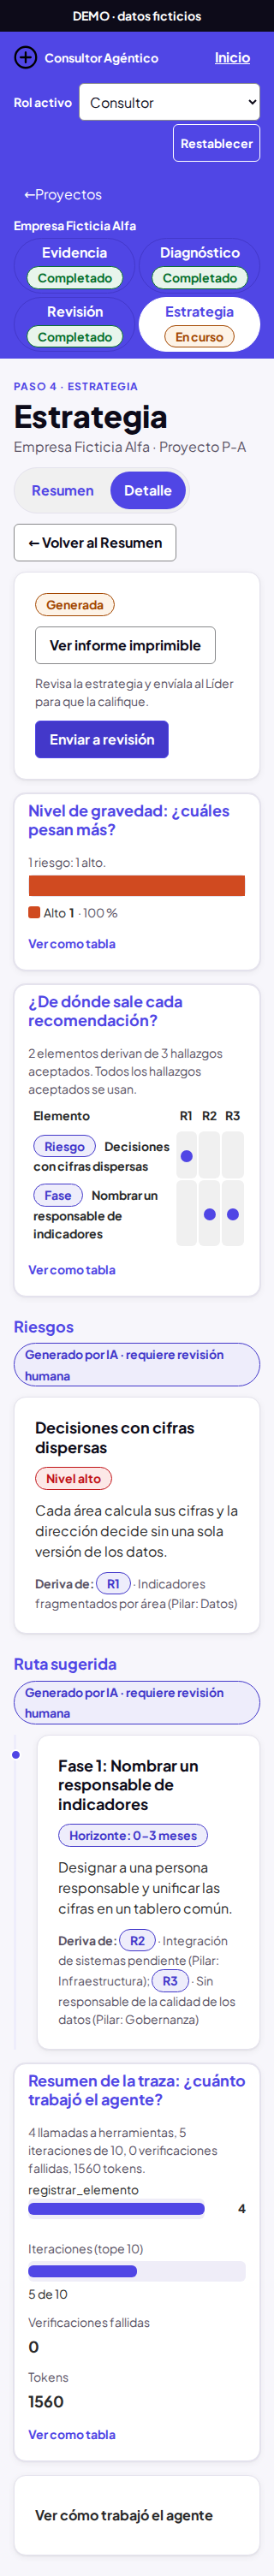 DEMO · datos ficticios
Consultor Agéntico
Inicio
Rol activo
Consultor
Restablecer
←Proyectos
Empresa Ficticia Alfa
Evidencia
Completado
Diagnóstico
Completado
Revisión
Completado
Estrategia
En curso
PASO 4 · ESTRATEGIA
Estrategia
Empresa Ficticia Alfa · Proyecto P-A
Resumen
Detalle
← Volver al Resumen
Generada
Ver informe imprimible
Revisa la estrategia y envíala al Líder
para que la califique.
Enviar a revisión
Nivel de gravedad: ¿cuáles
pesan más?
1 riesgo: 1 alto.
Alto 1 · 100 %
Ver como tabla
¿De dónde sale cada
recomendación?
2 elementos derivan de 3 hallazgos
aceptados. Todos los hallazgos
aceptados se usan.
Elemento R1 R2 R3
Riesgo Decisiones
con cifras dispersas
Fase Nombrar un
responsable de
indicadores
Ver como tabla
Riesgos
Generado por IA · requiere revisión
humana
Decisiones con cifras
dispersas
Nivel alto
Cada área calcula sus cifras y la
dirección decide sin una sola
versión de los datos.
Deriva de: R1 · Indicadores
fragmentados por área (Pilar: Datos)
Ruta sugerida
Generado por IA · requiere revisión
humana
Fase 1: Nombrar un
responsable de
indicadores
Horizonte: 0–3 meses
Designar a una persona
responsable y unificar las
cifras en un tablero común.
Deriva de: R2 · Integración
de sistemas pendiente (Pilar:
Infraestructura); R3 · Sin
responsable de la calidad de los
datos (Pilar: Gobernanza)
Resumen de la traza: ¿cuánto
trabajó el agente?
4 llamadas a herramientas, 5
iteraciones de 10, 0 verificaciones
fallidas, 1560 tokens.
registrar_elemento
4
Iteraciones (tope 10)
5 de 10
Verificaciones fallidas
0
Tokens
1560
Ver como tabla
Ver cómo trabajó el agente